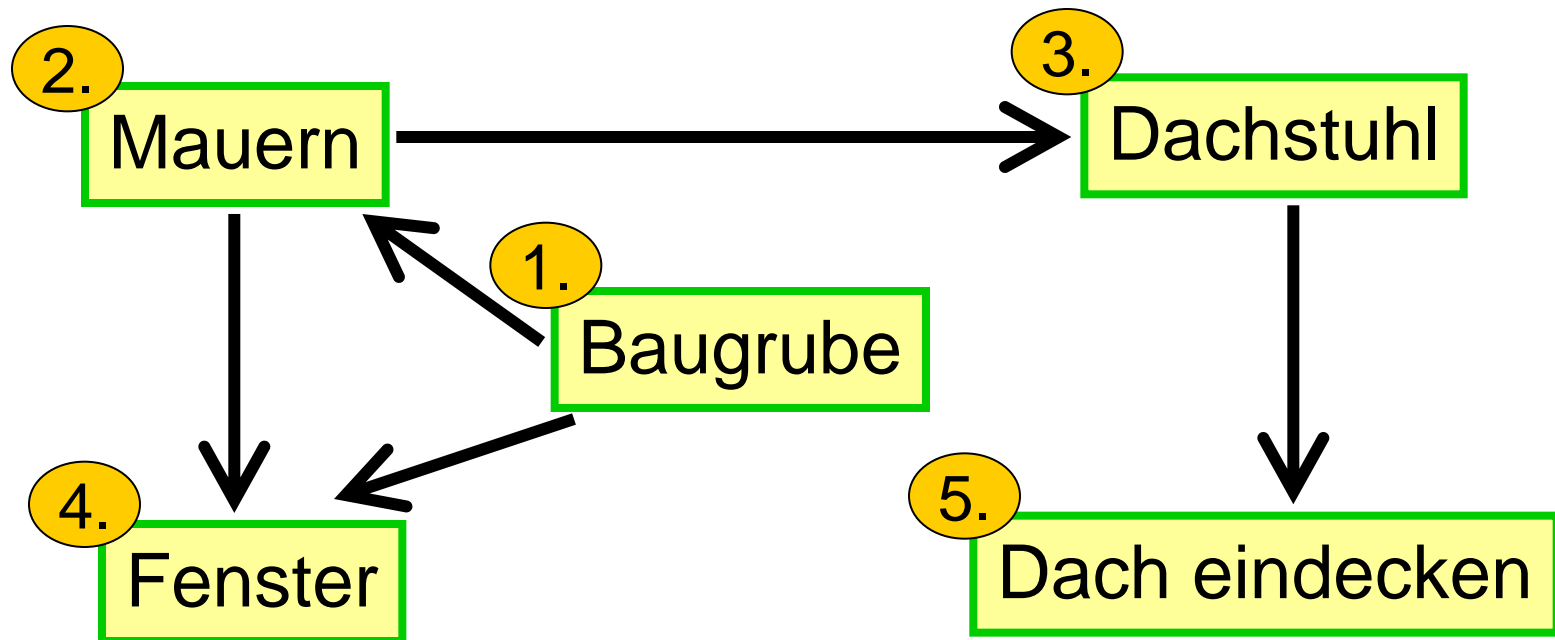 2.
Mauern
3.
Dachstuhl
1.
Baugrube
4.
Fenster
5.
Dach eindecken